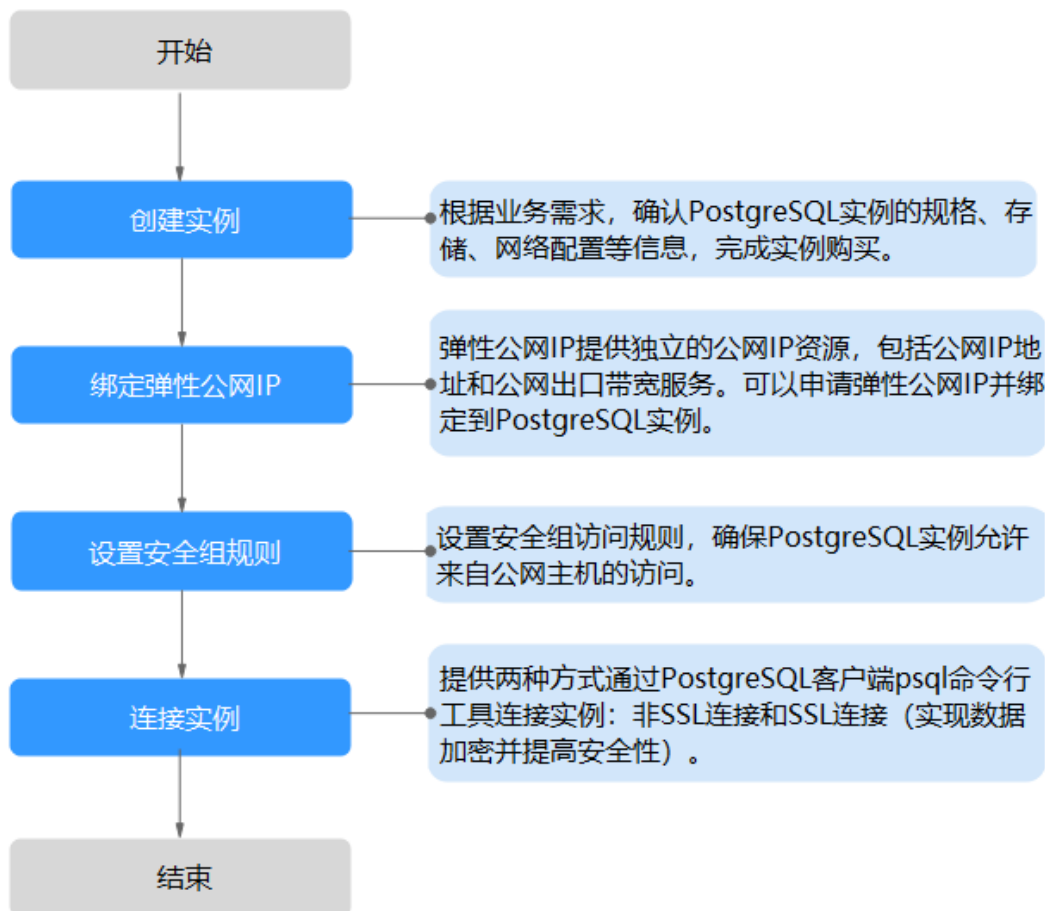 开始
创建实例
根据业务需求，确认PostgreSQL实例的规格、存
储、网络配置等信息，完成实例购买。
绑定弹性公网IP
弹性公网IP提供独立的公网IP资源，包括公网IP地
址和公网出口带宽服务。可以申请弹性公网IP并绑
定到PostgreSQL实例。
设置安全组规则
设置安全组访问规则，确保PostgreSQL实例允许
来自公网主机的访问。
连接实例
提供两种方式通过PostgreSQL客户端psql命令行
工具连接实例：非SSL连接和SSL连接（实现数据
加密并提高安全性）。
结束